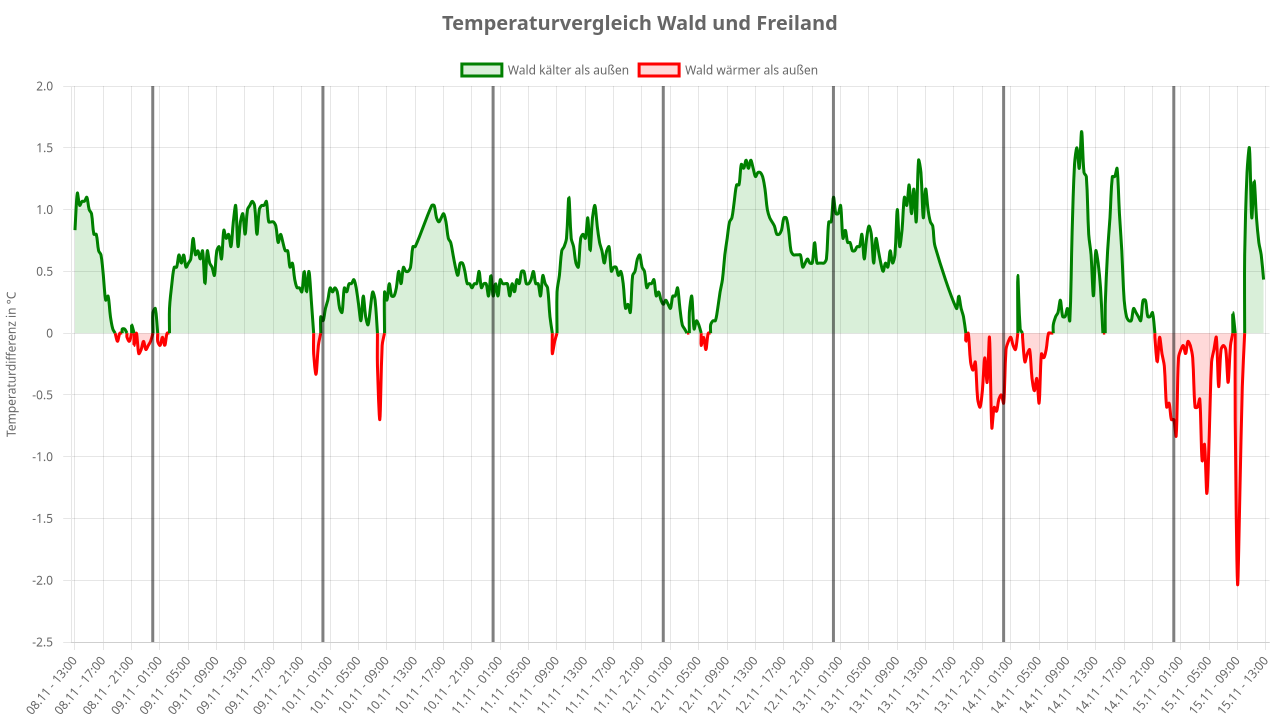 Temperaturvergleich Wald und Freiland
Wald kälter als außen
Wald wärmer als außen
Temperaturdifferenz in °C
2.0
1.5
1.0
0.5
0
-0.5
-1.0
-1.5
-2.0
-2.5
08.11 - 13:00
08.11 - 17:00
08.11 - 21:00
09.11 - 01:00
09.11 - 05:00
09.11 - 09:00
09.11 - 13:00
09.11 - 17:00
09.11 - 21:00
10.11 - 01:00
10.11 - 05:00
10.11 - 09:00
10.11 - 13:00
10.11 - 17:00
10.11 - 21:00
11.11 - 01:00
11.11 - 05:00
11.11 - 09:00
11.11 - 13:00
11.11 - 17:00
11.11 - 21:00
12.11 - 01:00
12.11 - 05:00
12.11 - 09:00
12.11 - 13:00
12.11 - 17:00
12.11 - 21:00
13.11 - 01:00
13.11 - 05:00
13.11 - 09:00
13.11 - 13:00
13.11 - 17:00
13.11 - 21:00
14.11 - 01:00
14.11 - 05:00
14.11 - 09:00
14.11 - 13:00
14.11 - 17:00
14.11 - 21:00
15.11 - 01:00
15.11 - 05:00
15.11 - 09:00
15.11 - 13:00